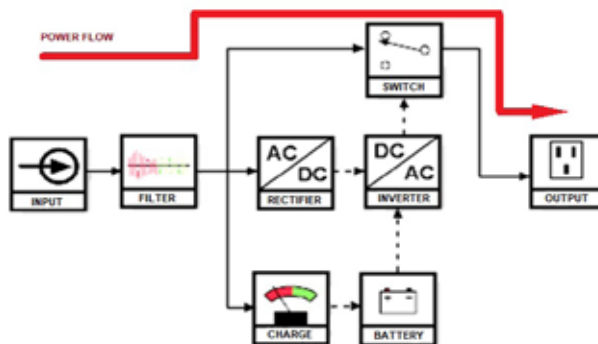 POWER FLOW
SWITCH
AC
DC
DC
AC
INPUT
FILTER
RECTIFIER
INVERTER
OUTPUT
CHARGE
BATTERY